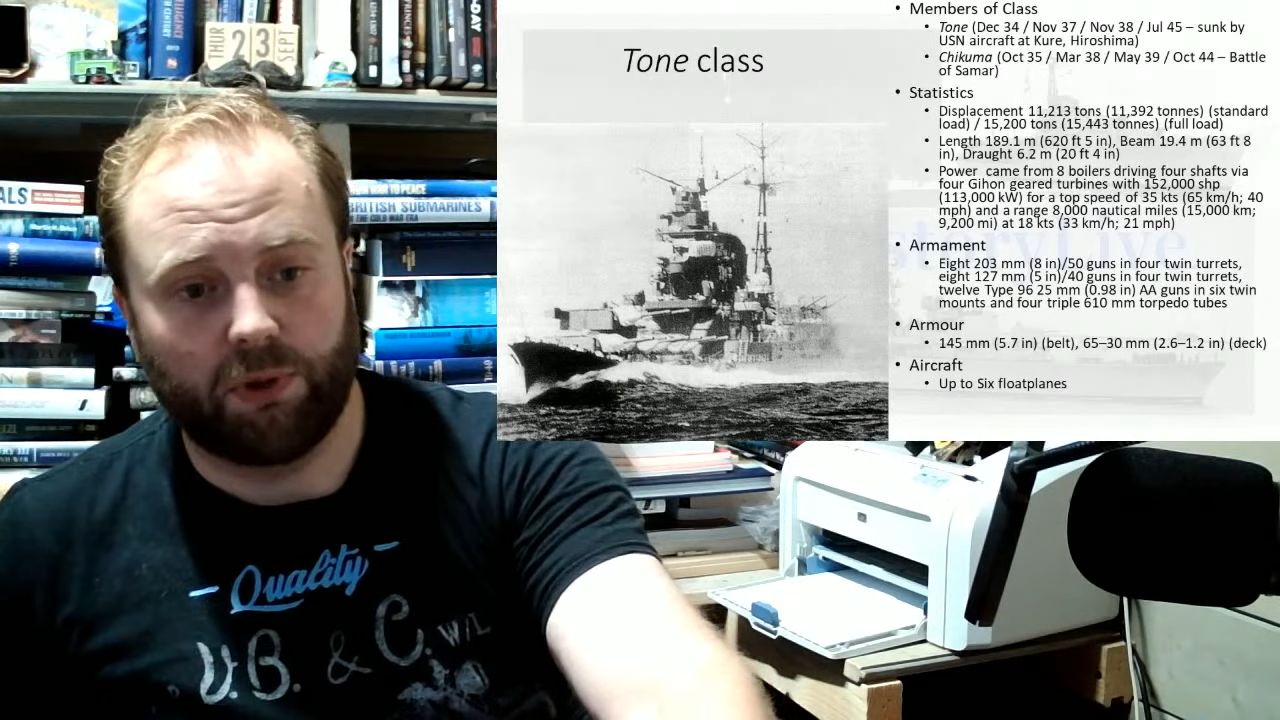 THUR 23 SEPT
WAR TO PEACE
BRITISH SUBMARINES
THE COLD WAR ERA
ALS
- Quality -
V.B. & C. W/L
Tone class
• Members of Class
• Tone (Dec 34 / Nov 37 / Nov 38 / Jul 45 – sunk by
USN aircraft at Kure, Hiroshima)
• Chikuma (Oct 35 / Mar 38 / May 39 / Oct 44 – Battle
of Samar)
• Statistics
• Displacement 11,213 tons (11,392 tonnes) (standard
load) / 15,200 tons (15,443 tonnes) (full load)
• Length 189.1 m (620 ft 5 in), Beam 19.4 m (63 ft 8
in), Draught 6.2 m (20 ft 4 in)
• Power came from 8 boilers driving four shafts via
four Gihon geared turbines with 152,000 shp
(113,000 kW) for a top speed of 35 kts (65 km/h; 40
mph) and a range 8,000 nautical miles (15,000 km;
9,200 mi) at 18 kts (33 km/h; 21 mph)
• Armament
• Eight 203 mm (8 in)/50 guns in four twin turrets,
eight 127 mm (5 in)/40 guns in four twin turrets,
twelve Type 96 25 mm (0.98 in) AA guns in six twin
mounts and four triple 610 mm torpedo tubes
• Armour
• 145 mm (5.7 in) (belt), 65–30 mm (2.6–1.2 in) (deck)
• Aircraft
• Up to Six floatplanes